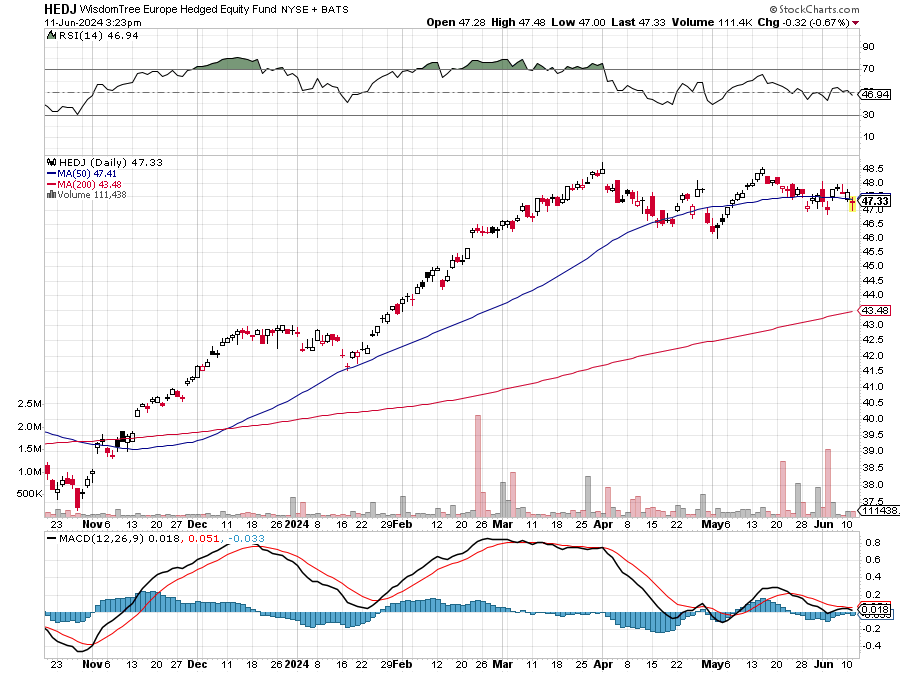 HEDJ WisdomTree Europe Hedged Equity Fund NYSE + BATS © StockCharts.com
11-Jun-2024 3:23pm Open 47.28 High 47.48 Low 47.00 Last 47.33 Volume 111.4K Chg -0.32 (-0.67%)
RSI(14) 46.94
90
70
50
46.94
30
10
HEDJ (Daily) 47.33
MA(50) 47.41
MA(200) 43.48
Volume 111,438
48.5
48.0
47.33
47.0
46.5
46.0
45.5
45.0
44.5
44.0
43.48
43.0
42.5
42.0
41.5
41.0
40.5
2.5M
40.0
2.0M
39.5
1.5M
39.0
1.0M
38.5
38.0
500K
37.5
111438
23 Nov 6 13 20 27 Dec 11 18 26 2024 8 16 22 Feb 12 20 26 Mar 11 18 25 Apr 8 15 22 May 6 13 20 28 Jun 10
MACD(12,26,9) 0.018, 0.051, -0.033
0.8
0.6
0.4
0.2
0.018
-0.2
-0.4
23 Nov 6 13 20 27 Dec 11 18 26 2024 8 16 22 Feb 12 20 26 Mar 11 18 25 Apr 8 15 22 May 6 13 20 28 Jun 10